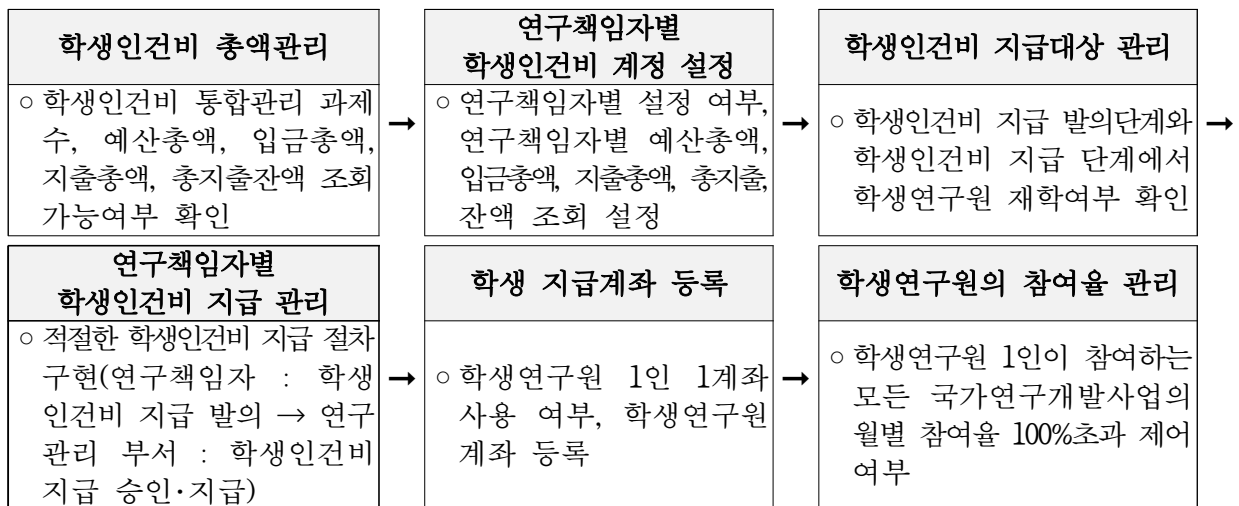 학생인건비 총액관리
○ 학생인건비 통합관리 과제
수, 예산총액, 입금총액,
지출총액, 총지출잔액 조회
가능여부 확인
→
연구책임자별
학생인건비 계정 설정
○ 연구책임자별 설정 여부,
연구책임자별 예산총액,
입금총액, 지출총액, 총지출,
잔액 조회 설정
→
학생인건비 지급대상 관리
○ 학생인건비 지급 발의단계와
학생인건비 지급 단계에서
학생연구원 재학여부 확인
→
연구책임자별
학생인건비 지급 관리
○ 적절한 학생인건비 지급 절차
구현(연구책임자 : 학생
인건비 지급 발의 → 연구
관리 부서 : 학생인건비
지급 승인·지급)
→
학생 지급계좌 등록
○ 학생연구원 1인 1계좌
사용 여부, 학생연구원
계좌 등록
→
학생연구원의 참여율 관리
○ 학생연구원 1인이 참여하는
모든 국가연구개발사업의
월별 참여율 100%초과 제어
여부